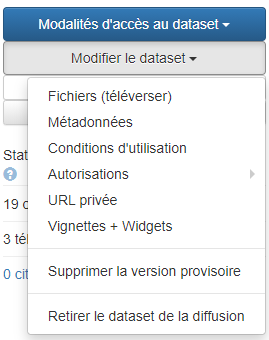 Modalités d'accès au dataset
Modifier le dataset
Fichiers (téléverser)
Métadonnées
Conditions d'utilisation
Autorisations
URL privée
Vignettes + Widgets
Supprimer la version provisoire
Retirer le dataset de la diffusion
Stat
?
19 c
3 tél
0 cit